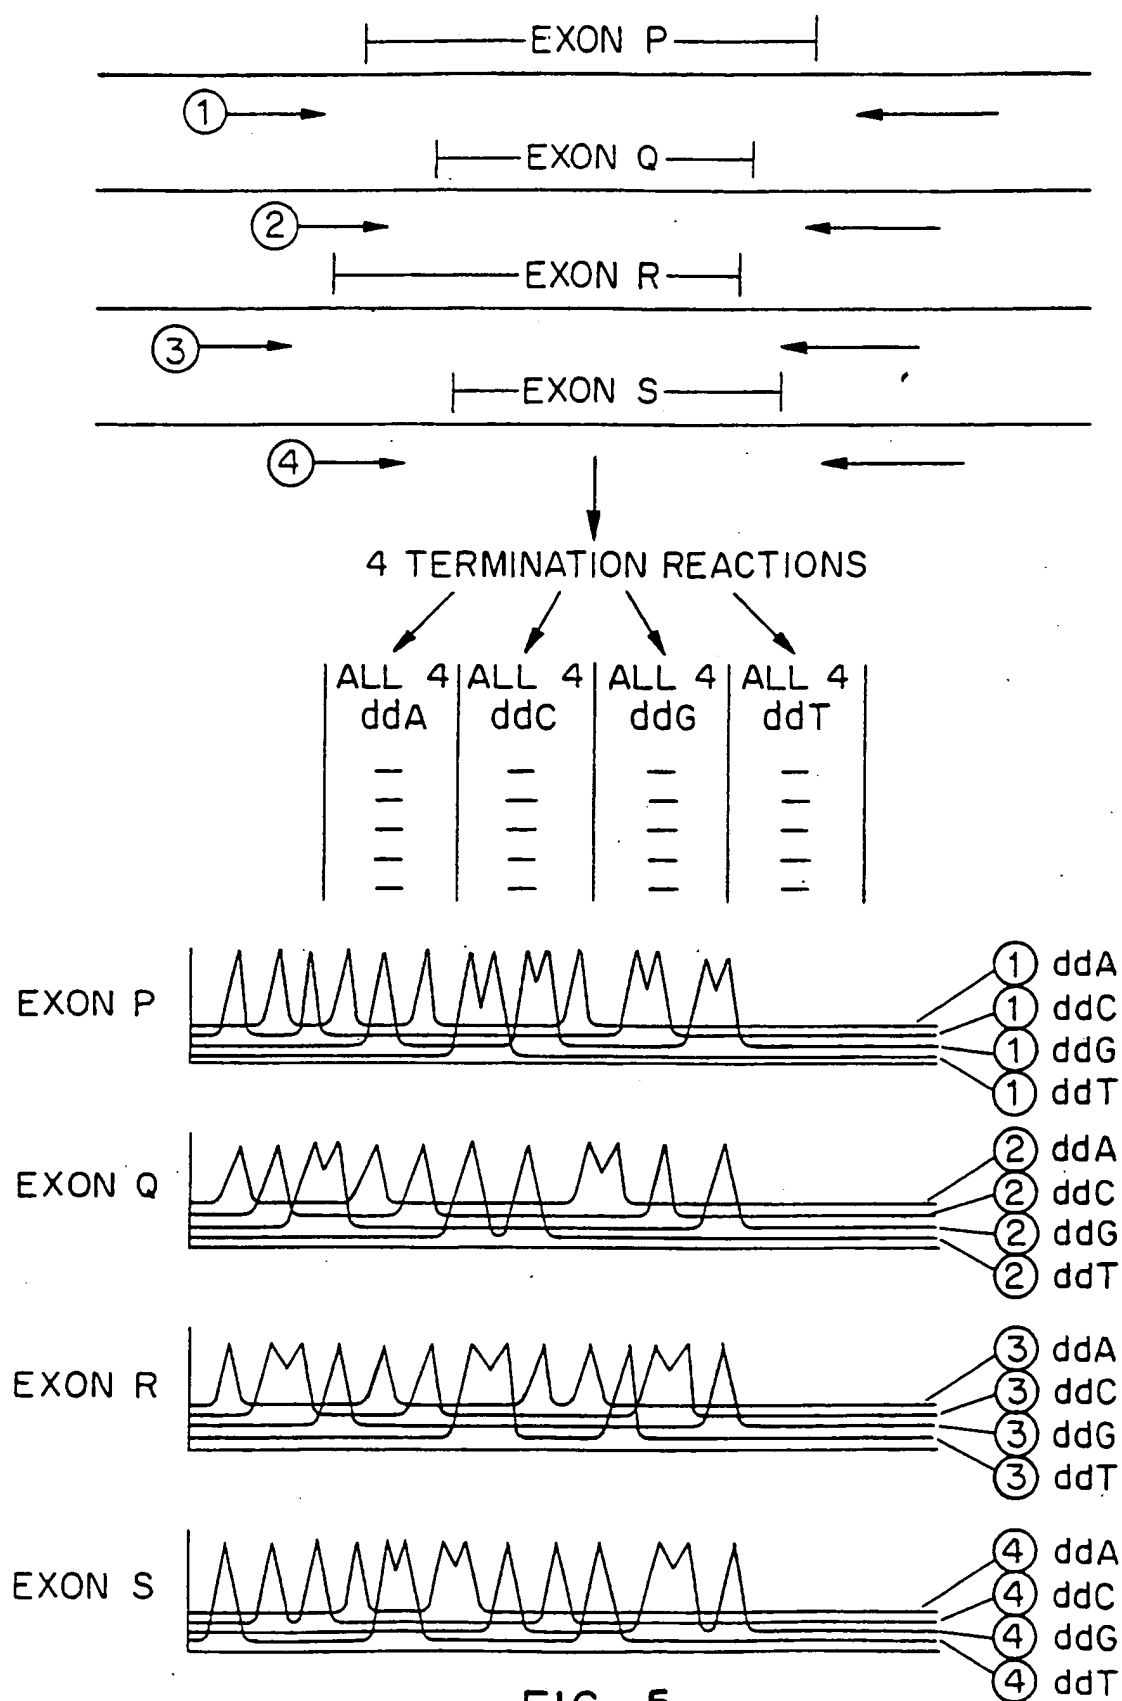 EXON P
1
EXON Q
2
EXON R
3
EXON S
4
4 TERMINATION REACTIONS
ALL 4 ALL 4 ALL 4 ALL 4
ddA ddC ddG ddT
EXON P
1 ddA
1 ddC
1 ddG
1 ddT
EXON Q
2 ddA
2 ddC
2 ddG
2 ddT
EXON R
3 ddA
3 ddC
3 ddG
3 ddT
EXON S
4 ddA
4 ddC
4 ddG
4 ddT
FIG. 5